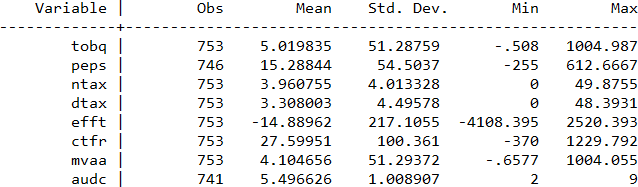 Variable | Obs Mean Std. Dev. Min Max
-------------+---------------------------------------------------------
tobq | 753 5.019835 51.28759 -.508 1004.987
peps | 746 15.28844 54.5037 -255 612.6667
ntax | 753 3.960755 4.013328 0 49.8755
dtax | 753 3.308003 4.49578 0 48.3931
efft | 753 -14.88962 217.1055 -4108.395 2520.393
ctfr | 753 27.59951 100.361 -370 1229.792
mvaa | 753 4.104656 51.29372 -.6577 1004.055
audc | 741 5.496626 1.008907 2 9